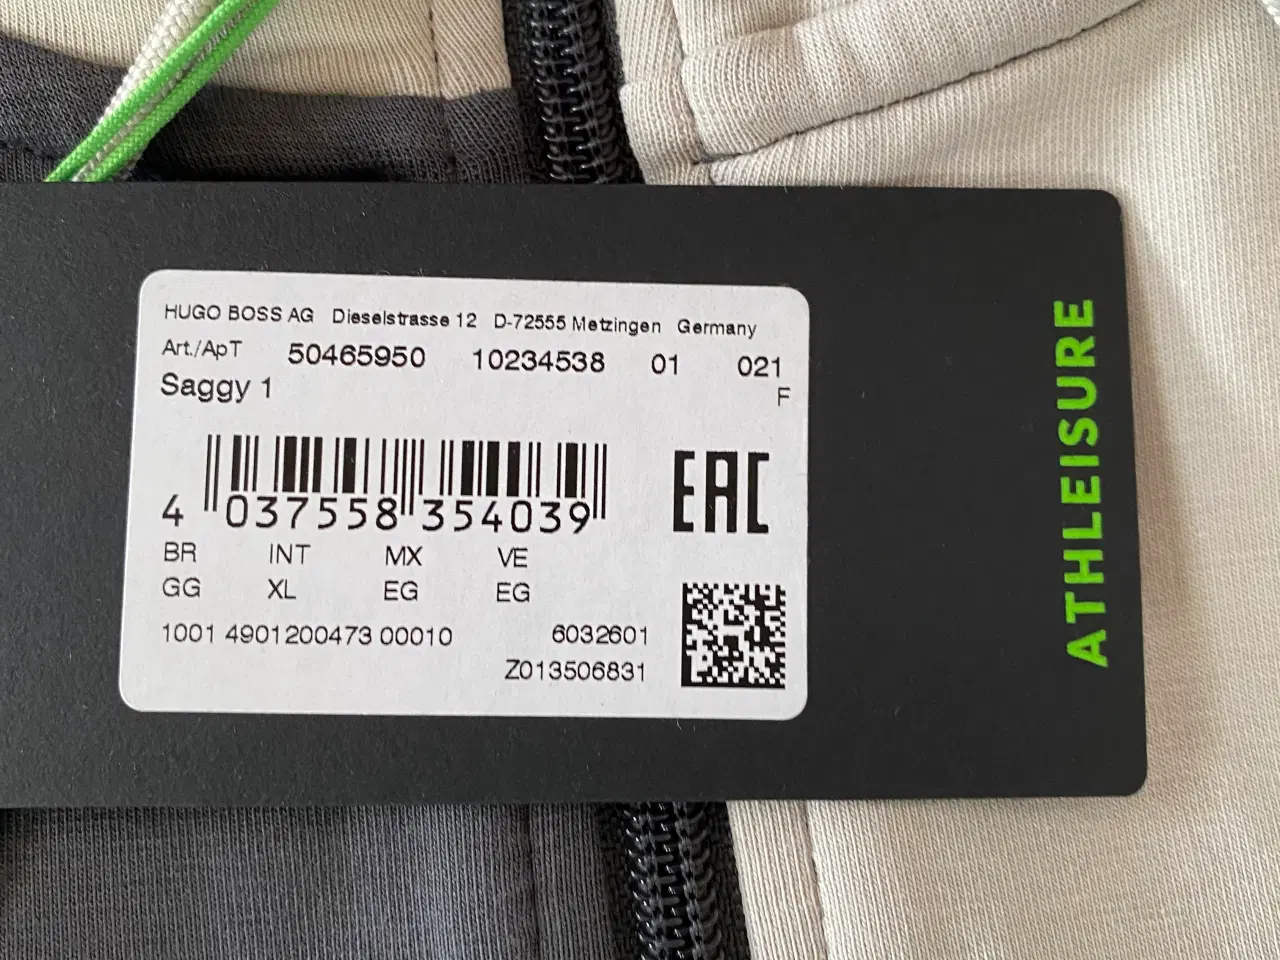 HUGO BOSS AG Dieselstrasse 12 D-72555 Metzingen Germany
Art./ApT 50465950 10234538 01 021
Saggy 1 F
4 037558 354039
EAC
BR INT MX VE
GG XL EG EG
1001 4901200473 00010 6032601
Z013506831
ATHLEISURE